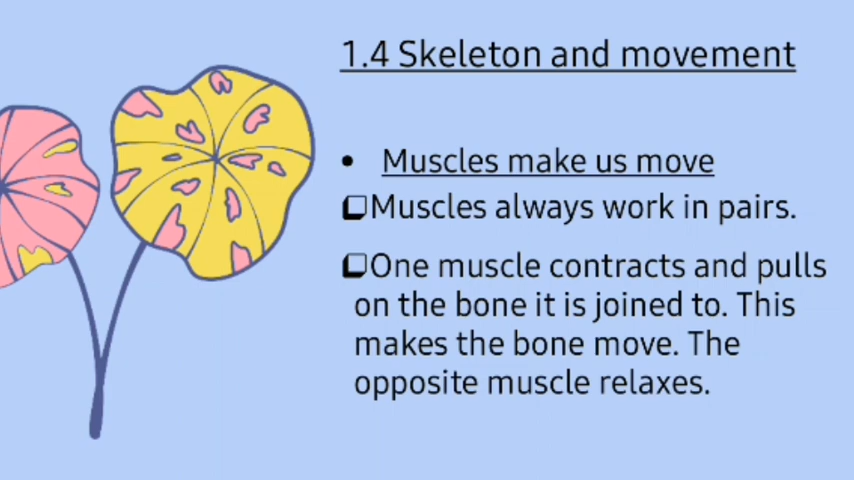 1.4 Skeleton and movement
• Muscles make us move
❑Muscles always work in pairs.
❑One muscle contracts and pulls
on the bone it is joined to. This
makes the bone move. The
opposite muscle relaxes.